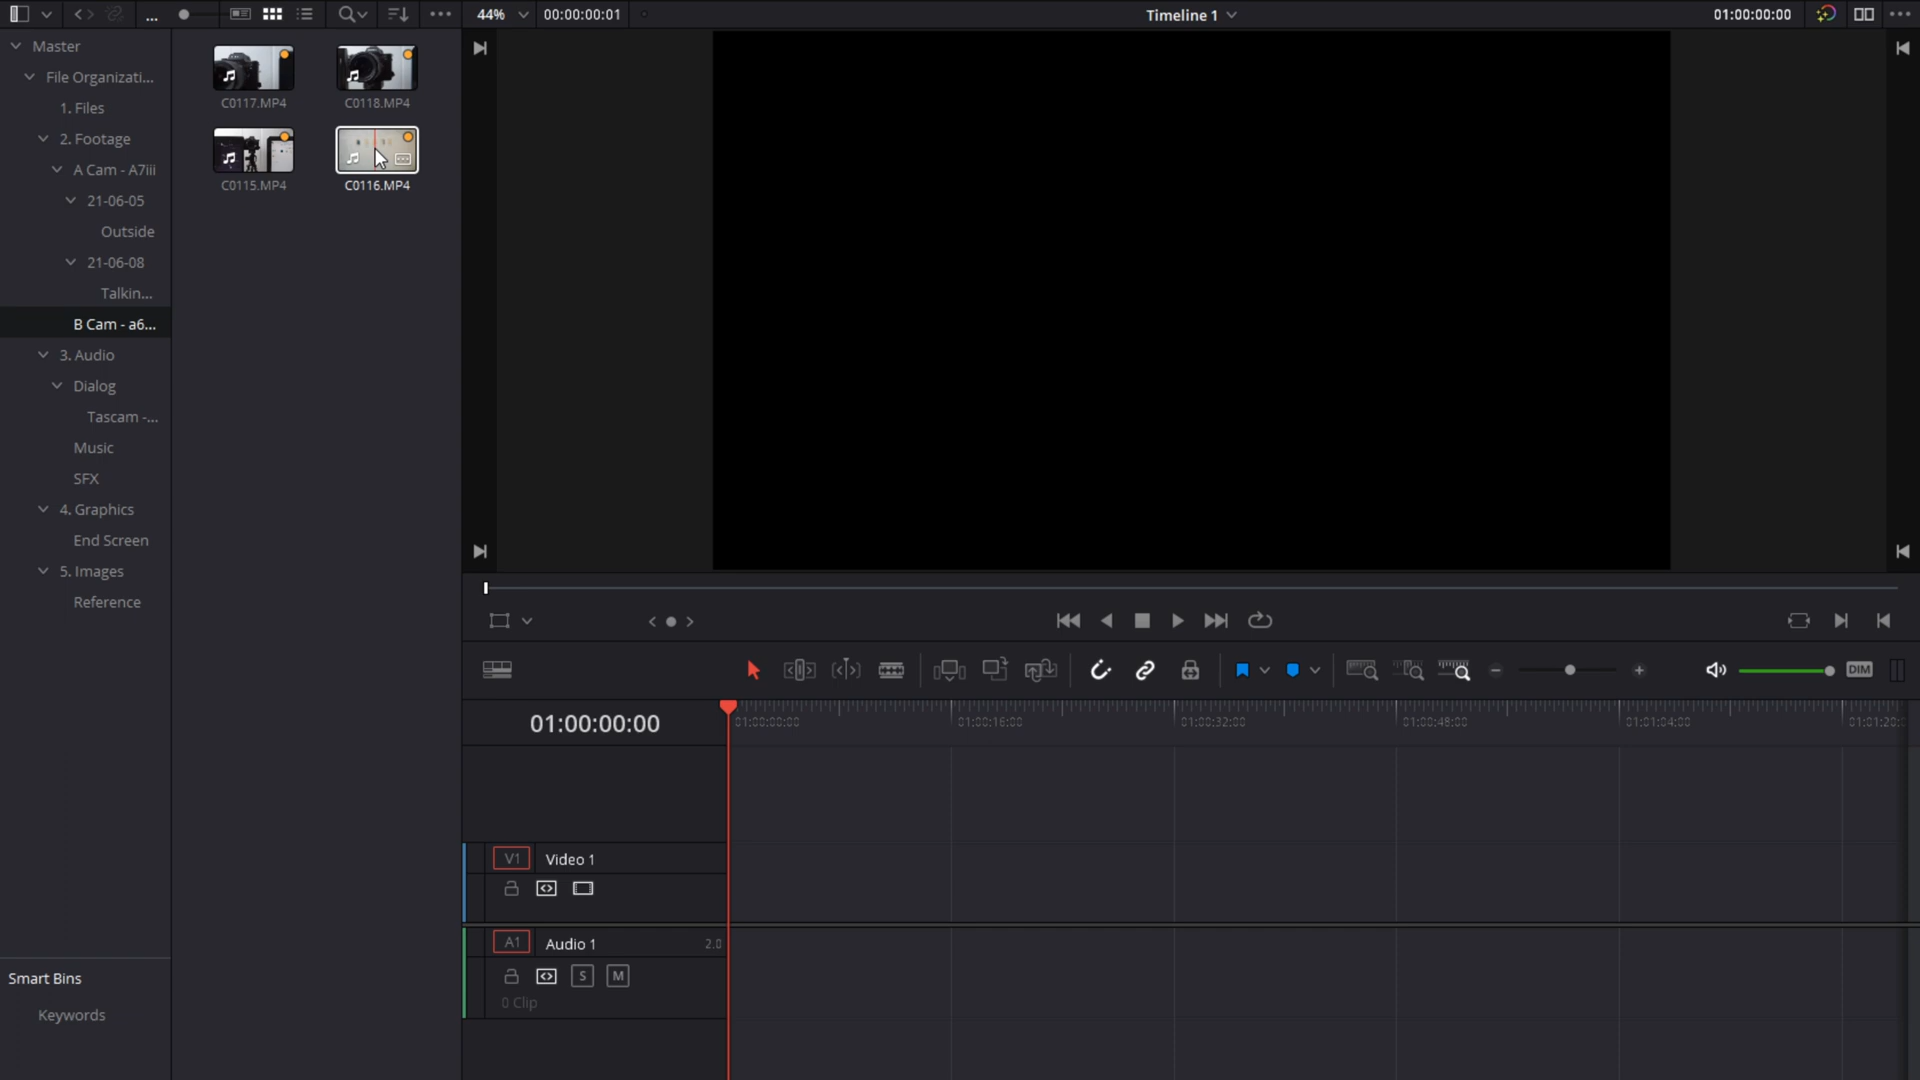 ...
44%
00:00:00:01
Timeline 1
01:00:00:00
Master
File Organizati...
1. Files
2. Footage
A Cam - A7iii
21-06-05
Outside
21-06-08
Talkin...
B Cam - a6...
3. Audio
Dialog
Tascam -...
Music
SFX
4. Graphics
End Screen
5. Images
Reference
Smart Bins
Keywords
C0117.MP4
C0118.MP4
C0115.MP4
C0116.MP4
DIM
01:00:00:00
01:00:00:00
01:00:16:00
01:00:32:00
01:00:48:00
01:01:04:00
01:01:20:
V1
Video 1
A1
Audio 1
2.0
S
M
0 Clip